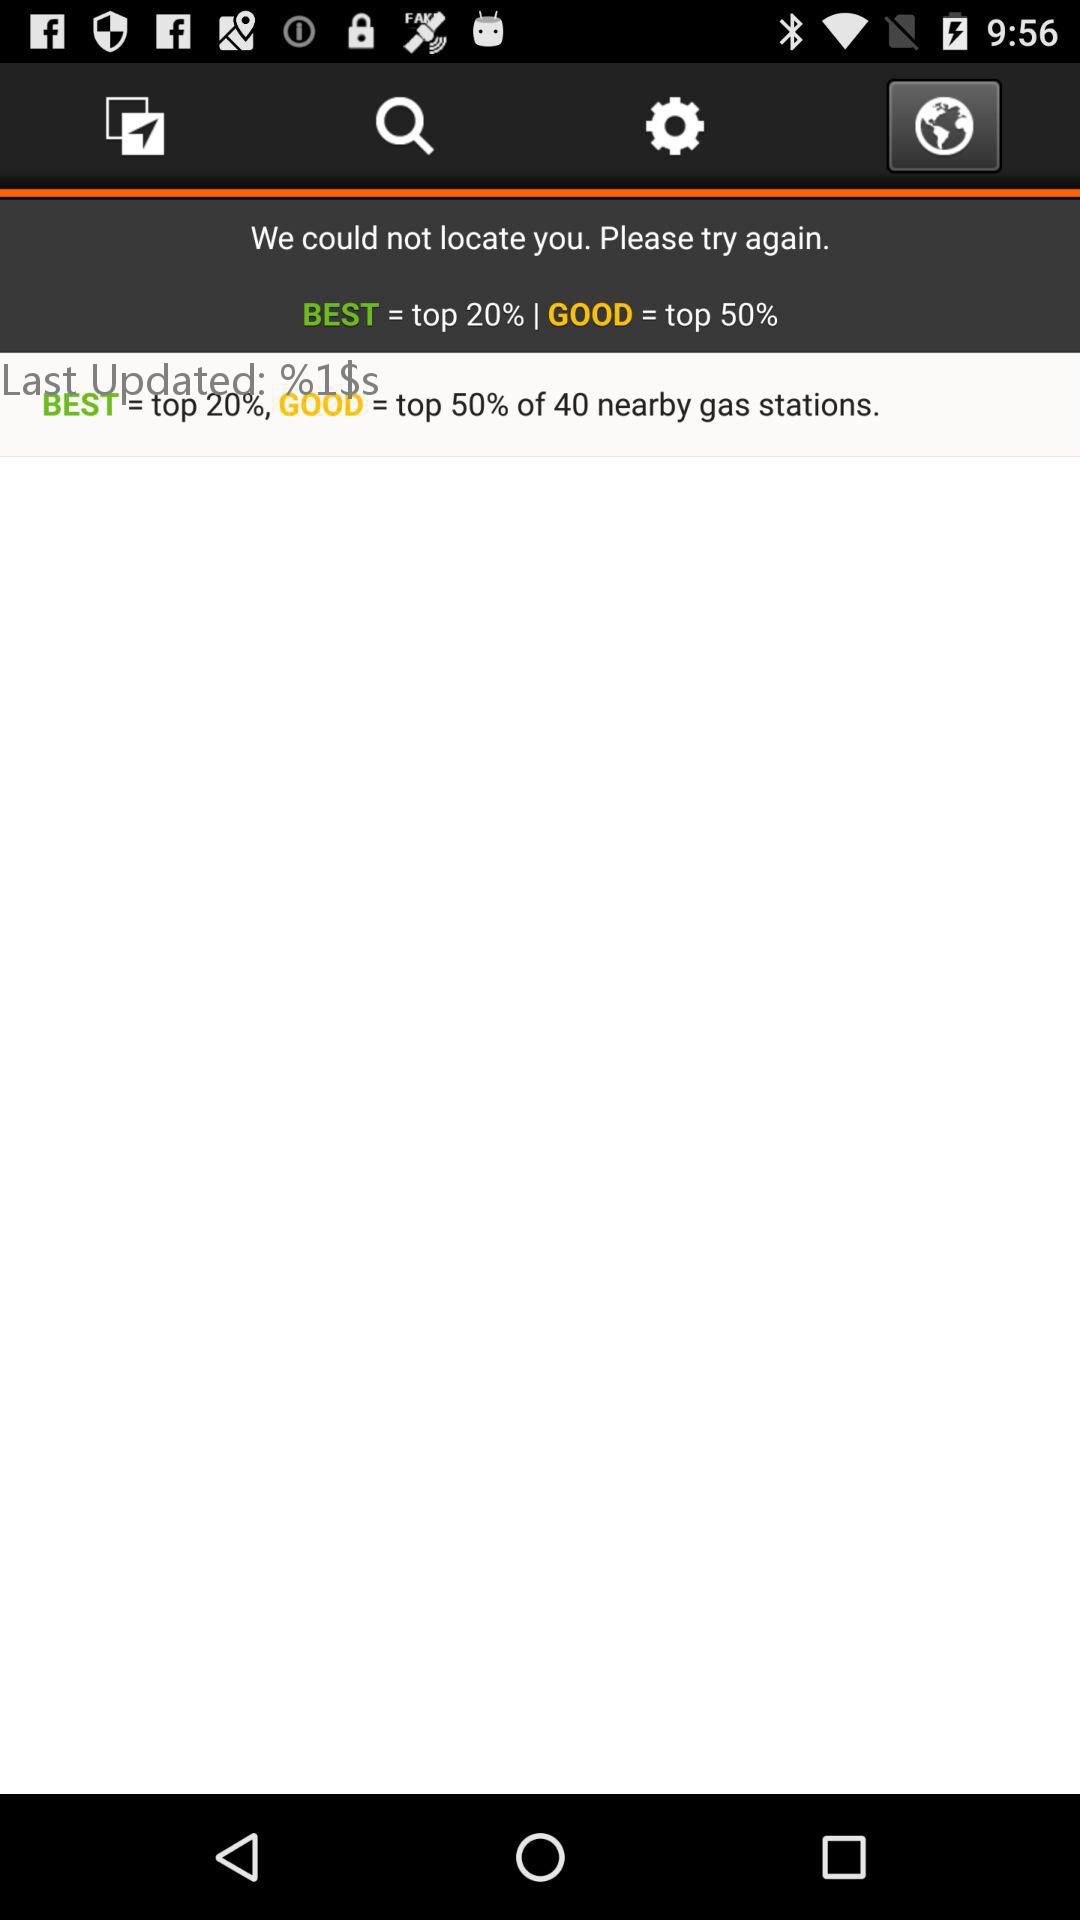 FAKE
9:56
We could not locate you. Please try again.
BEST = top 20% | GOOD = top 50%
Last Updated: %1$s
BEST = top 20%, GOOD = top 50% of 40 nearby gas stations.